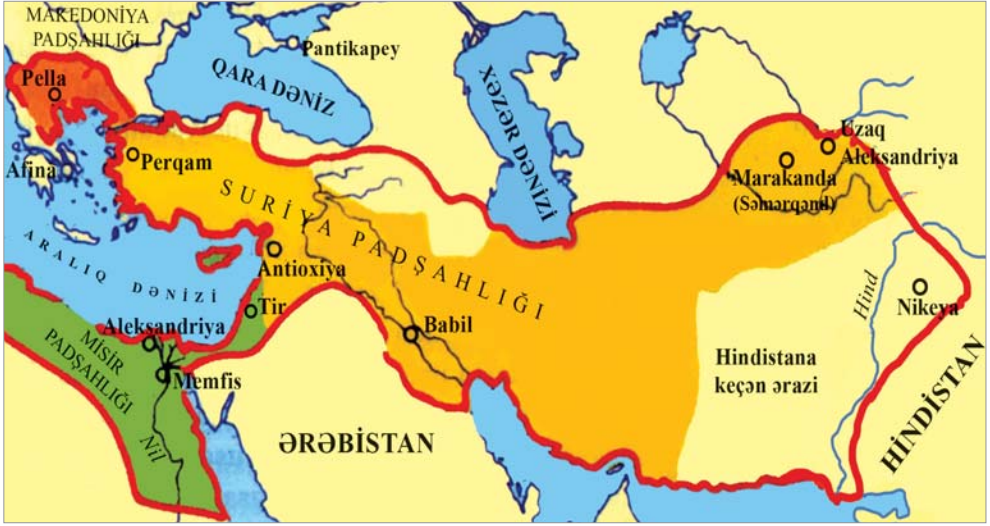 MAKEDONİYA
PADŞAHLIĞI
Pella
Pantikapey
QARA DƏNİZ
XƏZƏR DƏNİZİ
Uzaq
Aleksandriya
Marakanda
(Səmərqənd)
Afina
Perqam
SURİYA PADŞAHLIĞI
ARALIQ DƏNİZİ
Antioxiya
Tir
Babil
Hind
Nikeya
Aleksandriya
MİSİR
PADŞAHLIĞI
Memfis
Nil
Hindistana
keçən ərazi
HİNDİSTAN
ƏRƏBİSTAN